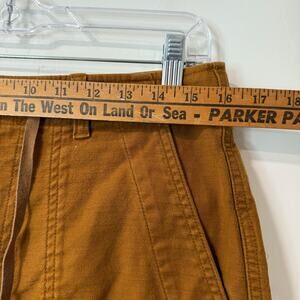 10 11 12 13 14 15 16 17 18
n The West On Land Or Sea - PARKER PA